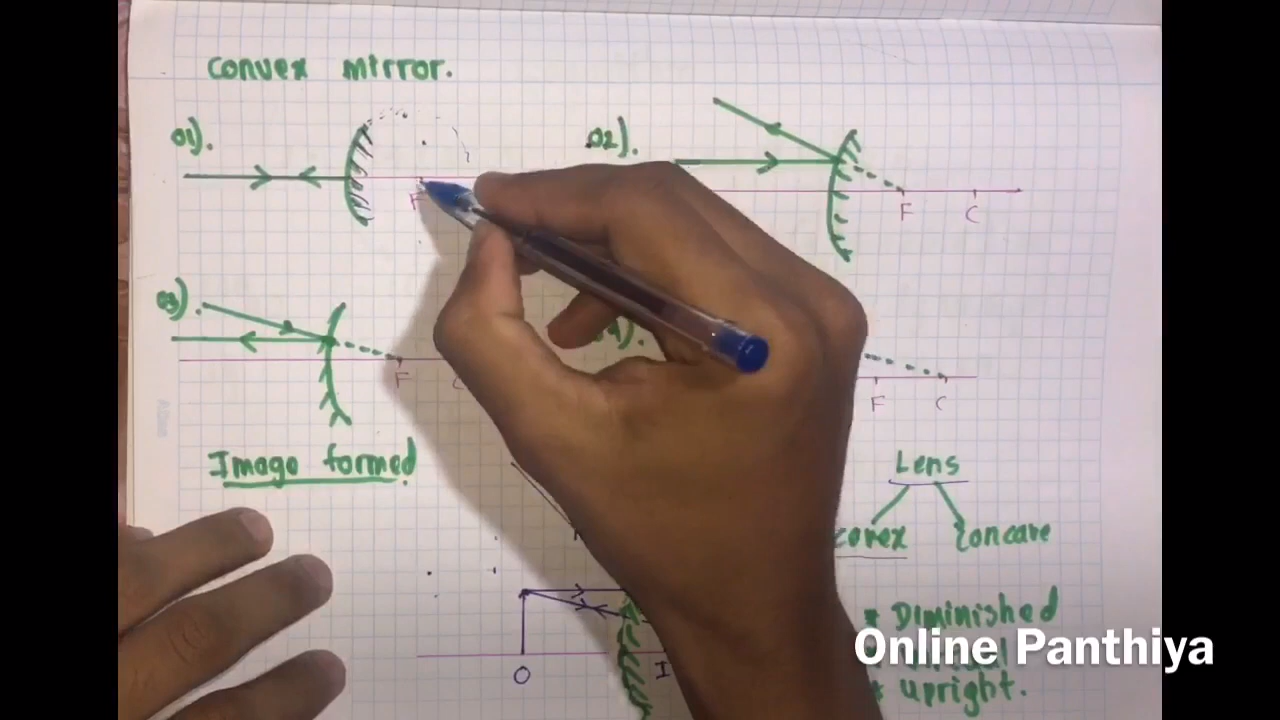 convex mirror.
01).
02).
F
F C
03).
F C
F C
Image formed
Lens
convex concave
O I
* Diminished
* upright.
Online Panthiya